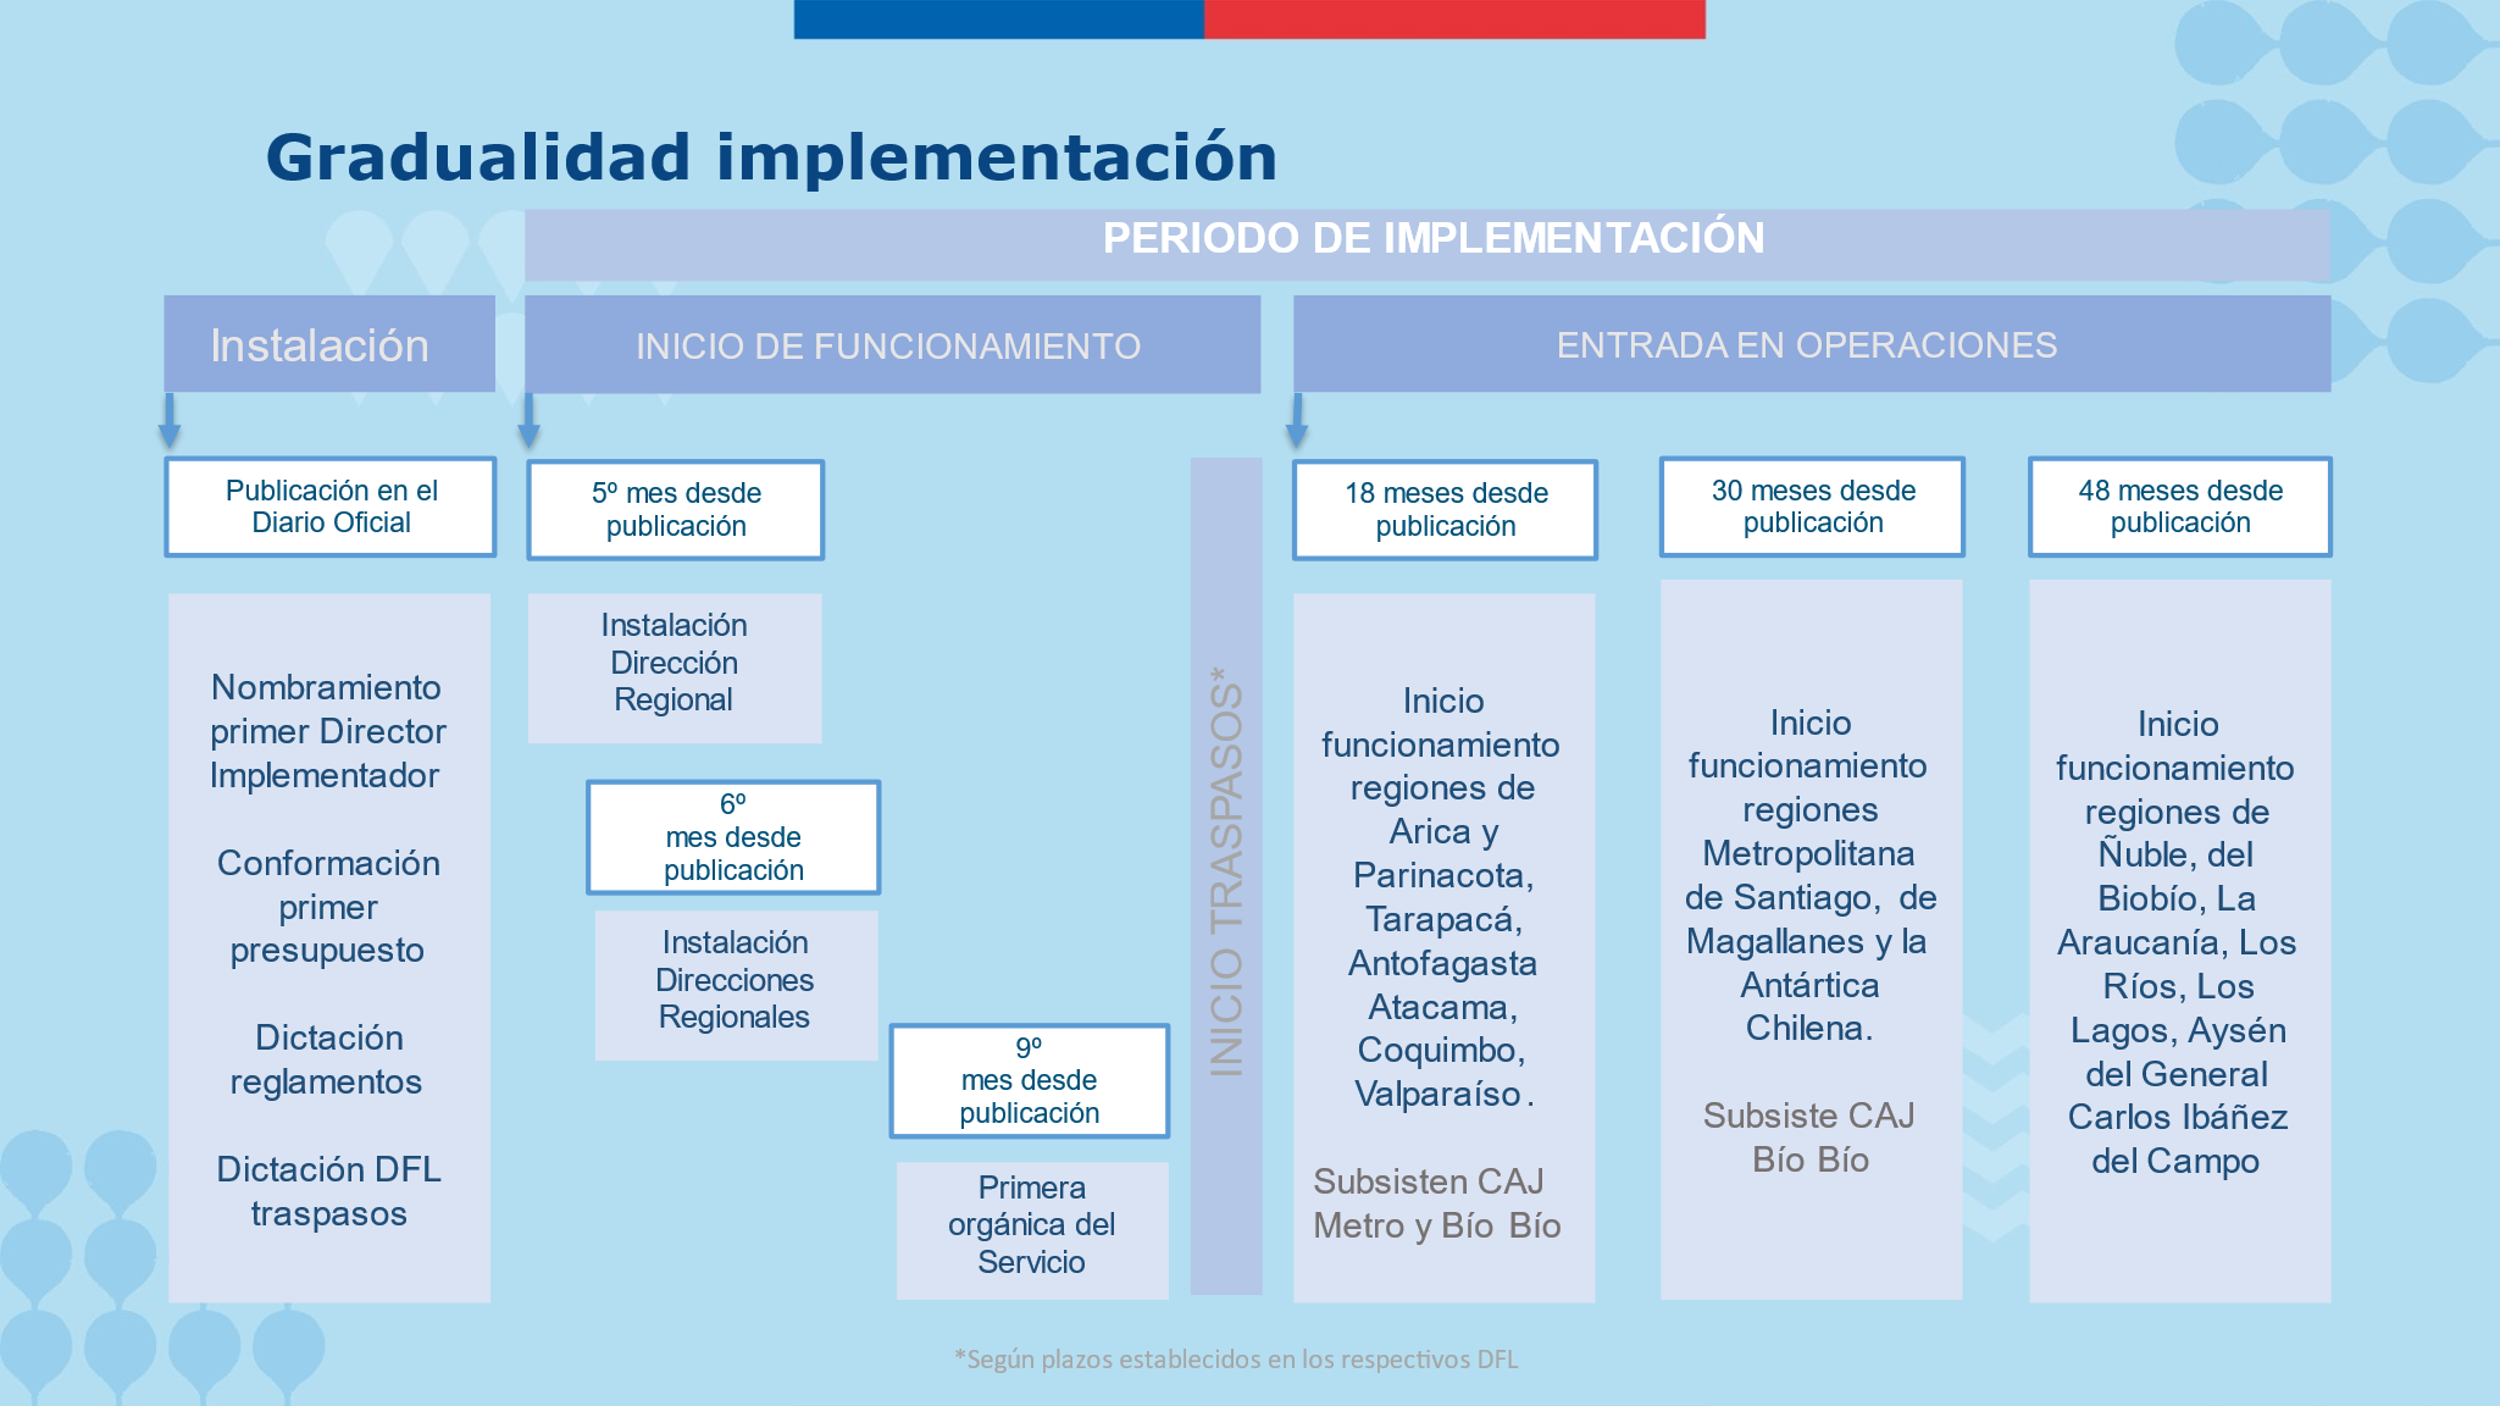 Gradualidad implementación
PERIODO DE IMPLEMENTACIÓN
Instalación
INICIO DE FUNCIONAMIENTO
ENTRADA EN OPERACIONES
Publicación en el
Diario Oficial
Nombramiento
primer Director
Implementador
Conformación
primer
presupuesto
Dictación
reglamentos
Dictación DFL
traspasos
5º mes desde
publicación
Instalación
Dirección
Regional
6º
mes desde
publicación
Instalación
Direcciones
Regionales
9º
mes desde
publicación
Primera
orgánica del
Servicio
INICIO TRASPASOS*
18 meses desde
publicación
Inicio
funcionamiento
regiones de
Arica y
Parinacota,
Tarapacá,
Antofagasta
Atacama,
Coquimbo,
Valparaíso.
Subsisten CAJ
Metro y Bío Bío
30 meses desde
publicación
Inicio
funcionamiento
regiones
Metropolitana
de Santiago, de
Magallanes y la
Antártica
Chilena.
Subsiste CAJ
Bío Bío
48 meses desde
publicación
Inicio
funcionamiento
regiones de
Ñuble, del
Biobío, La
Araucanía, Los
Ríos, Los
Lagos, Aysén
del General
Carlos Ibáñez
del Campo
*Según plazos establecidos en los respectivos DFL